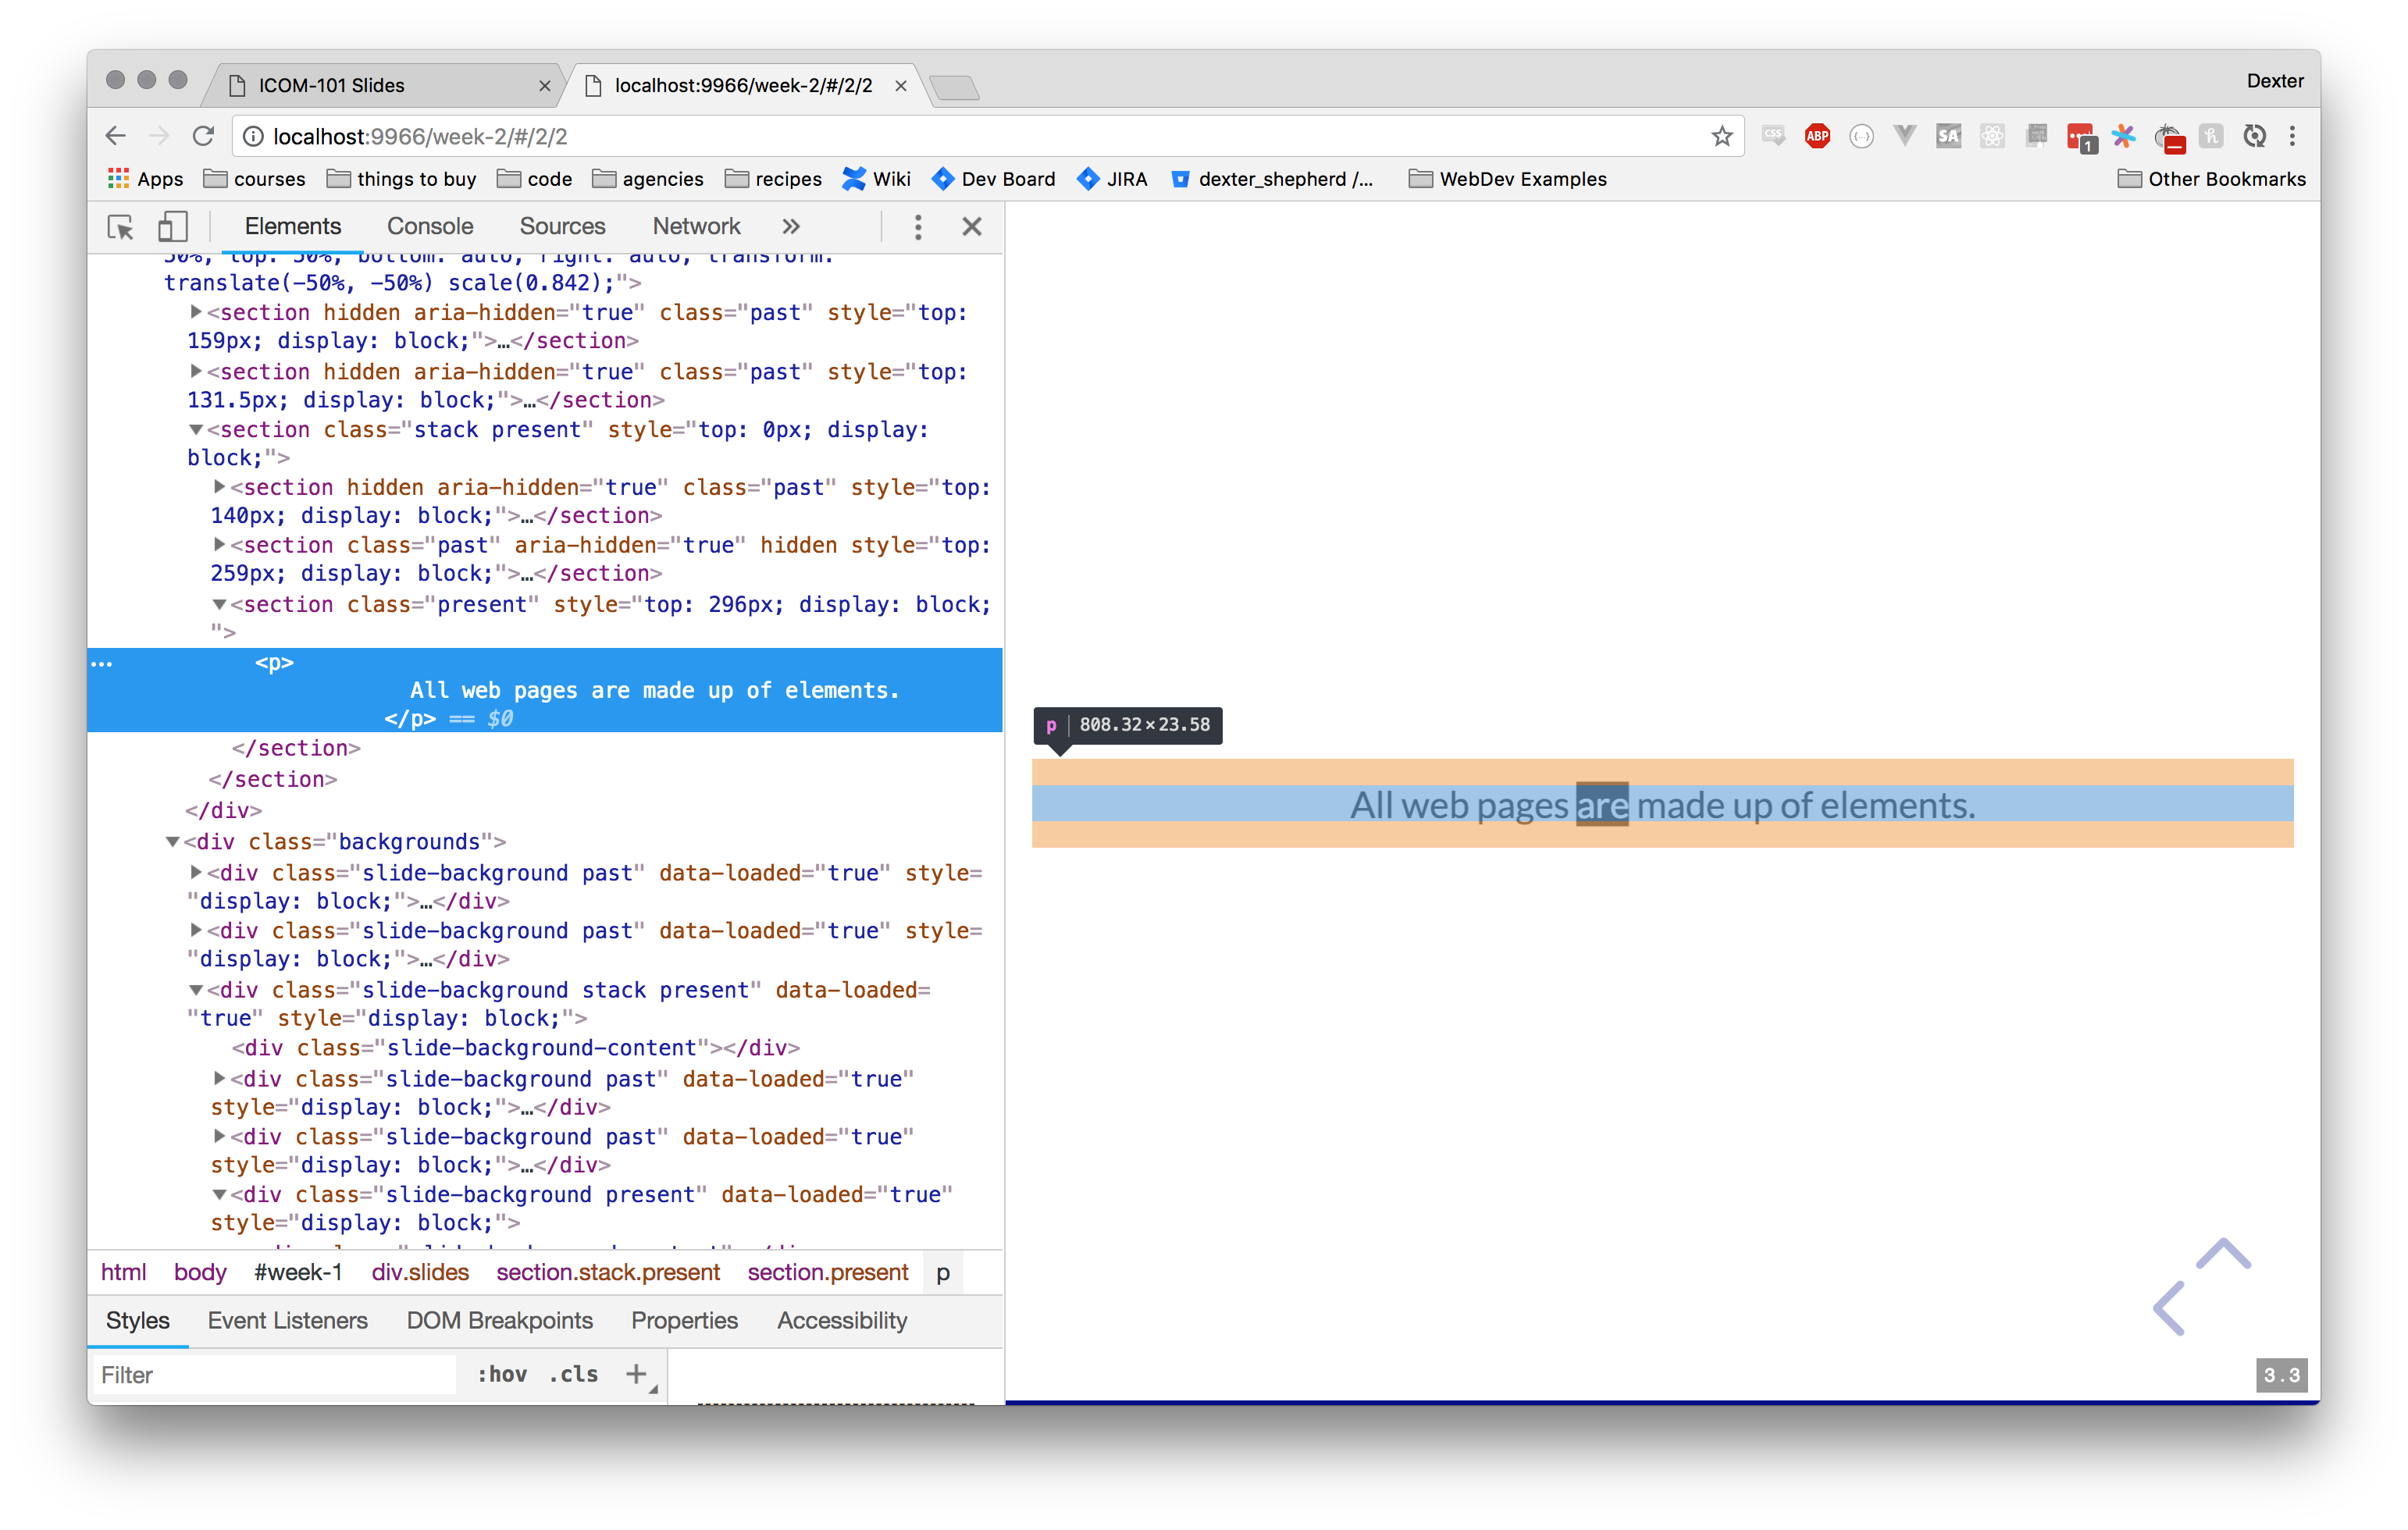 ICOM-101 Slides
localhost:9966/week-2/#/2/2
Dexter
localhost:9966/week-2/#/2/2
CSS
ABP
{...}
SA
1
h
Apps
courses
things to buy
code
agencies
recipes
Wiki
Dev Board
JIRA
dexter_shepherd /...
WebDev Examples
Other Bookmarks
Elements
Console
Sources
Network
»
50%; top: 50%; bottom: auto; right: auto; transform:
translate(-50%, -50%) scale(0.842);">
<section hidden aria-hidden="true" class="past" style="top:
159px; display: block;">…</section>
<section hidden aria-hidden="true" class="past" style="top:
131.5px; display: block;">…</section>
<section class="stack present" style="top: 0px; display:
block;">
<section hidden aria-hidden="true" class="past" style="top:
140px; display: block;">…</section>
<section class="past" aria-hidden="true" hidden style="top:
259px; display: block;">…</section>
<section class="present" style="top: 296px; display: block;
">
<p>
All web pages are made up of elements.
</p> == $0
</section>
</section>
</div>
<div class="backgrounds">
<div class="slide-background past" data-loaded="true" style=
"display: block;">…</div>
<div class="slide-background past" data-loaded="true" style=
"display: block;">…</div>
<div class="slide-background stack present" data-loaded=
"true" style="display: block;">
<div class="slide-background-content"></div>
<div class="slide-background past" data-loaded="true"
style="display: block;">…</div>
<div class="slide-background past" data-loaded="true"
style="display: block;">…</div>
<div class="slide-background present" data-loaded="true"
style="display: block;">
html body #week-1 div.slides section.stack.present section.present p
Styles
Event Listeners
DOM Breakpoints
Properties
Accessibility
Filter
:hov .cls +
p 808.32×23.58
All web pages are made up of elements.
3.3